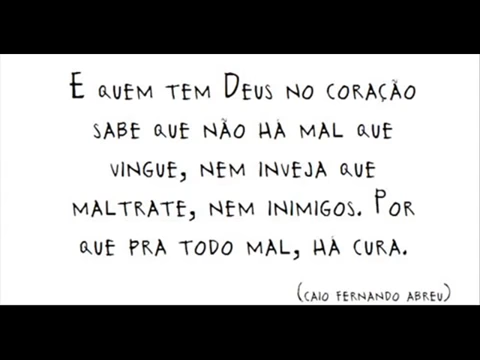 E QUEM TEM DEUS NO CORAÇÃO
SABE QUE NÃO HÁ MAL QUE
VINGUE, NEM INVEJA QUE
MALTRATE, NEM INIMIGOS. POR
QUE PRA TODO MAL, HÁ CURA.
(CAIO FERNANDO ABREU)